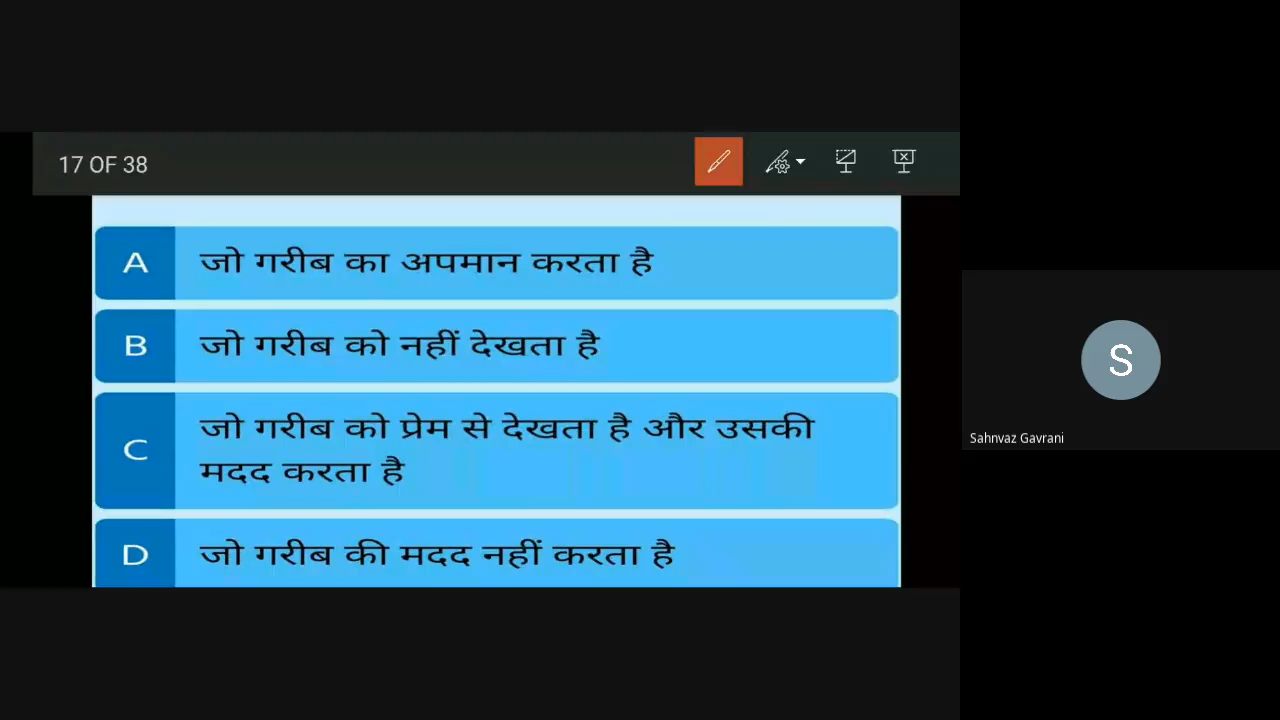 17 OF 38
A जो गरीब का अपमान करता है
B जो गरीब को नहीं देखता है
C जो गरीब को प्रेम से देखता है और उसकी
मदद करता है
D जो गरीब की मदद नहीं करता है
S
Sahnvaz Gavrani